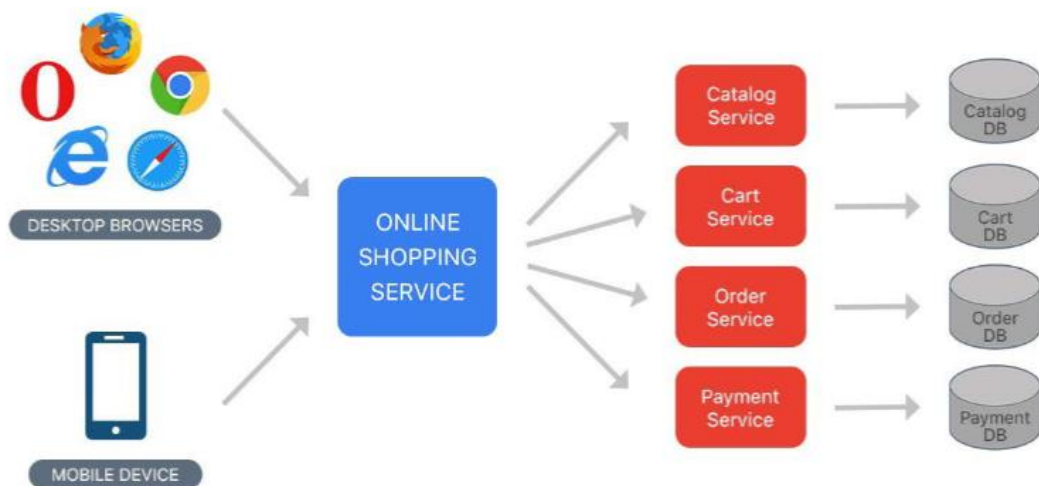 DESKTOP BROWSERS
MOBILE DEVICE
ONLINE
SHOPPING
SERVICE
Catalog
Service
Catalog
DB
Cart
Service
Cart
DB
Order
Service
Order
DB
Payment
Service
Payment
DB